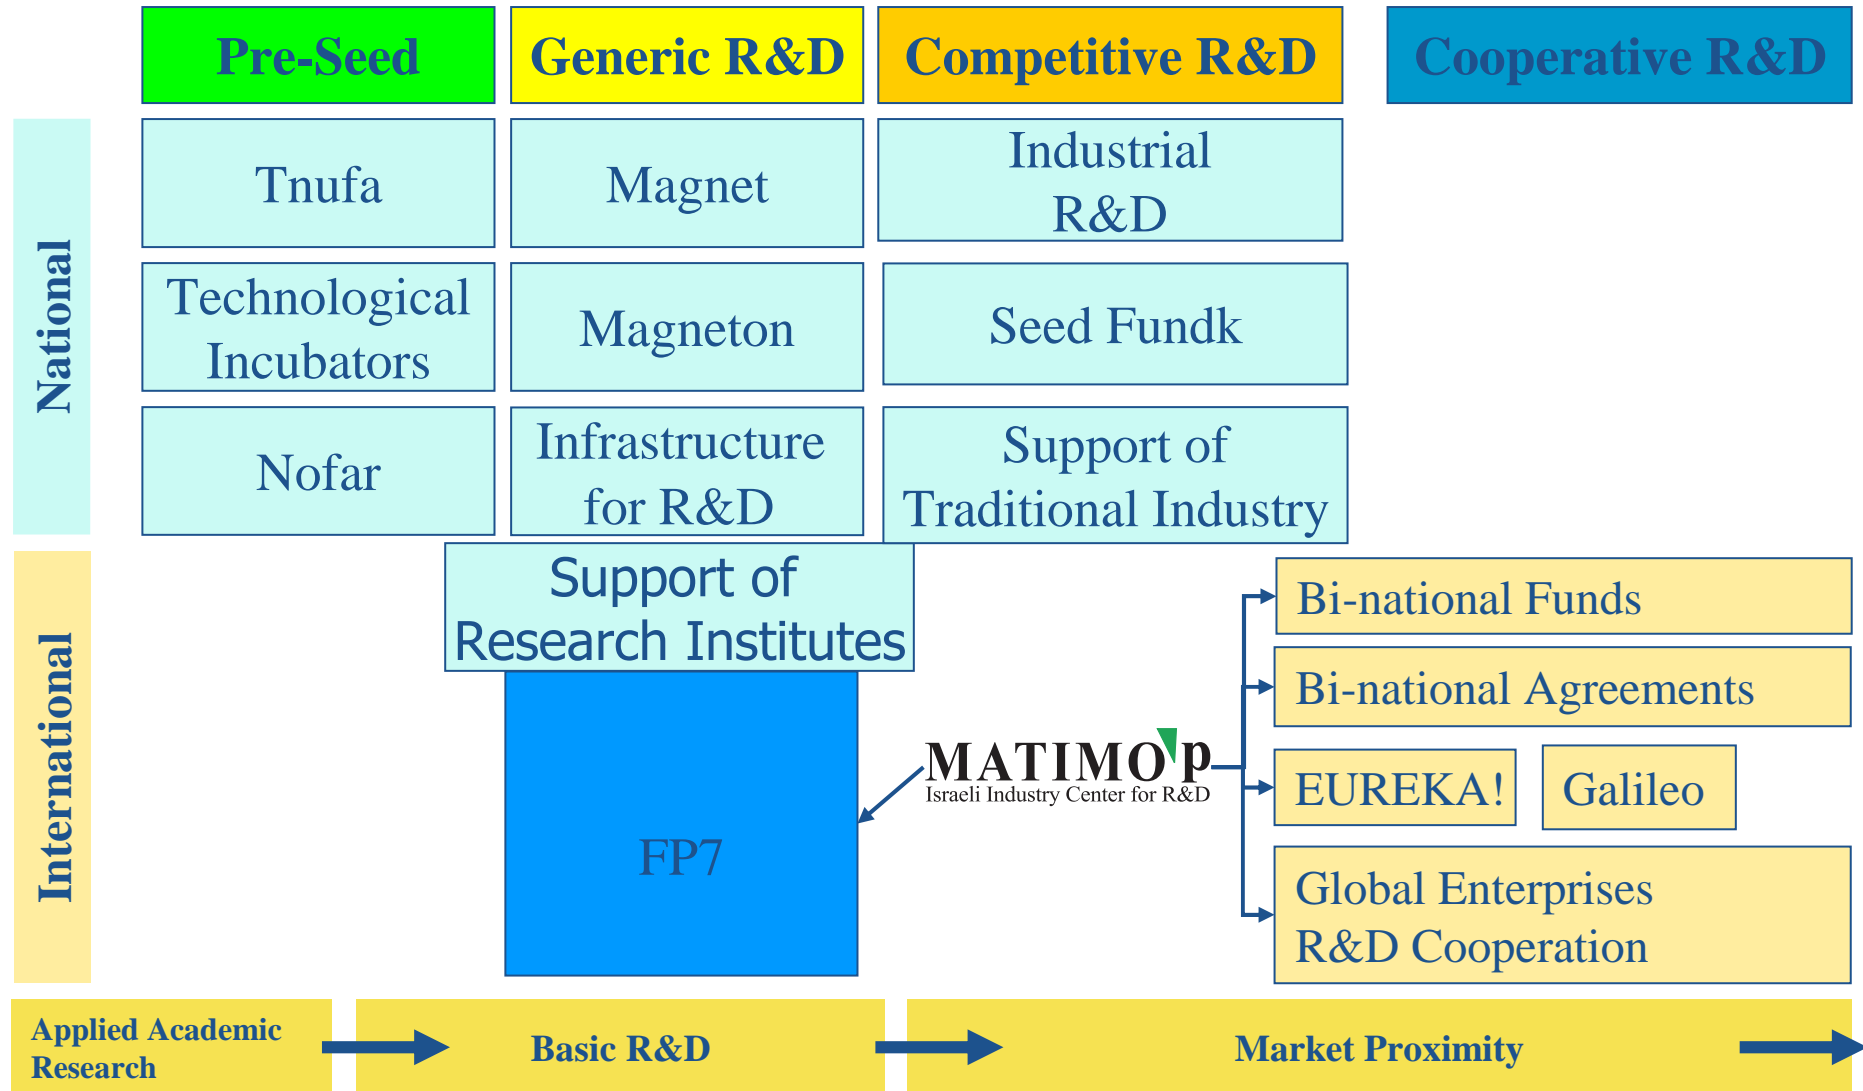 Pre-Seed
Generic R&D
Competitive R&D
Cooperative R&D
National
Tnufa
Magnet
Industrial
R&D
Technological
Incubators
Magneton
Seed Fundk
Nofar
Infrastructure
for R&D
Support of
Traditional Industry
International
Support of
Research Institutes
FP7
MATIMOp
Israeli Industry Center for R&D
Bi-national Funds
Bi-national Agreements
EUREKA!
Galileo
Global Enterprises
R&D Cooperation
Applied Academic
Research
Basic R&D
Market Proximity